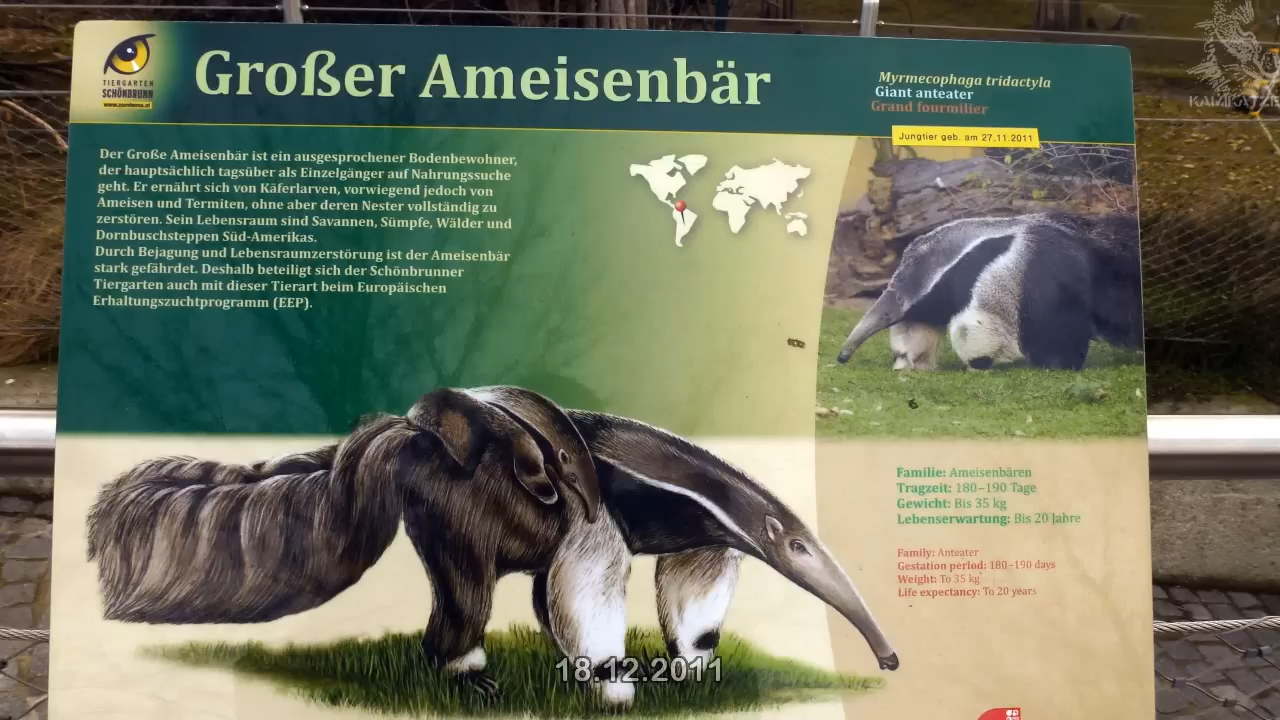 TIERGARTEN
SCHÖNBRUNN
Großer Ameisenbär
Myrmecophaga tridactyla
Giant anteater
Grand fourmilier
KAMIKATZE
Jungtier geb. am 27.11.2011
Der Große Ameisenbär ist ein ausgesprochener Bodenbewohner,
der hauptsächlich tagsüber als Einzelgänger auf Nahrungssuche
geht. Er ernährt sich von Käferlarven, vorwiegend jedoch von
Ameisen und Termiten, ohne aber deren Nester vollständig zu
zerstören. Sein Lebensraum sind Savannen, Sümpfe, Wälder und
Dornbuschsteppen Süd-Amerikas.
Durch Bejagung und Lebensraumzerstörung ist der Ameisenbär
stark gefährdet. Deshalb beteiligt sich der Schönbrunner
Tiergarten auch mit dieser Tierart beim Europäischen
Erhaltungszuchtprogramm (EEP).
Familie: Ameisenbären
Tragzeit: 180–190 Tage
Gewicht: Bis 35 kg
Lebenserwartung: Bis 20 Jahre
Family: Anteater
Gestation period: 180–190 days
Weight: To 35 kg
Life expectancy: To 20 years
18.12.2011